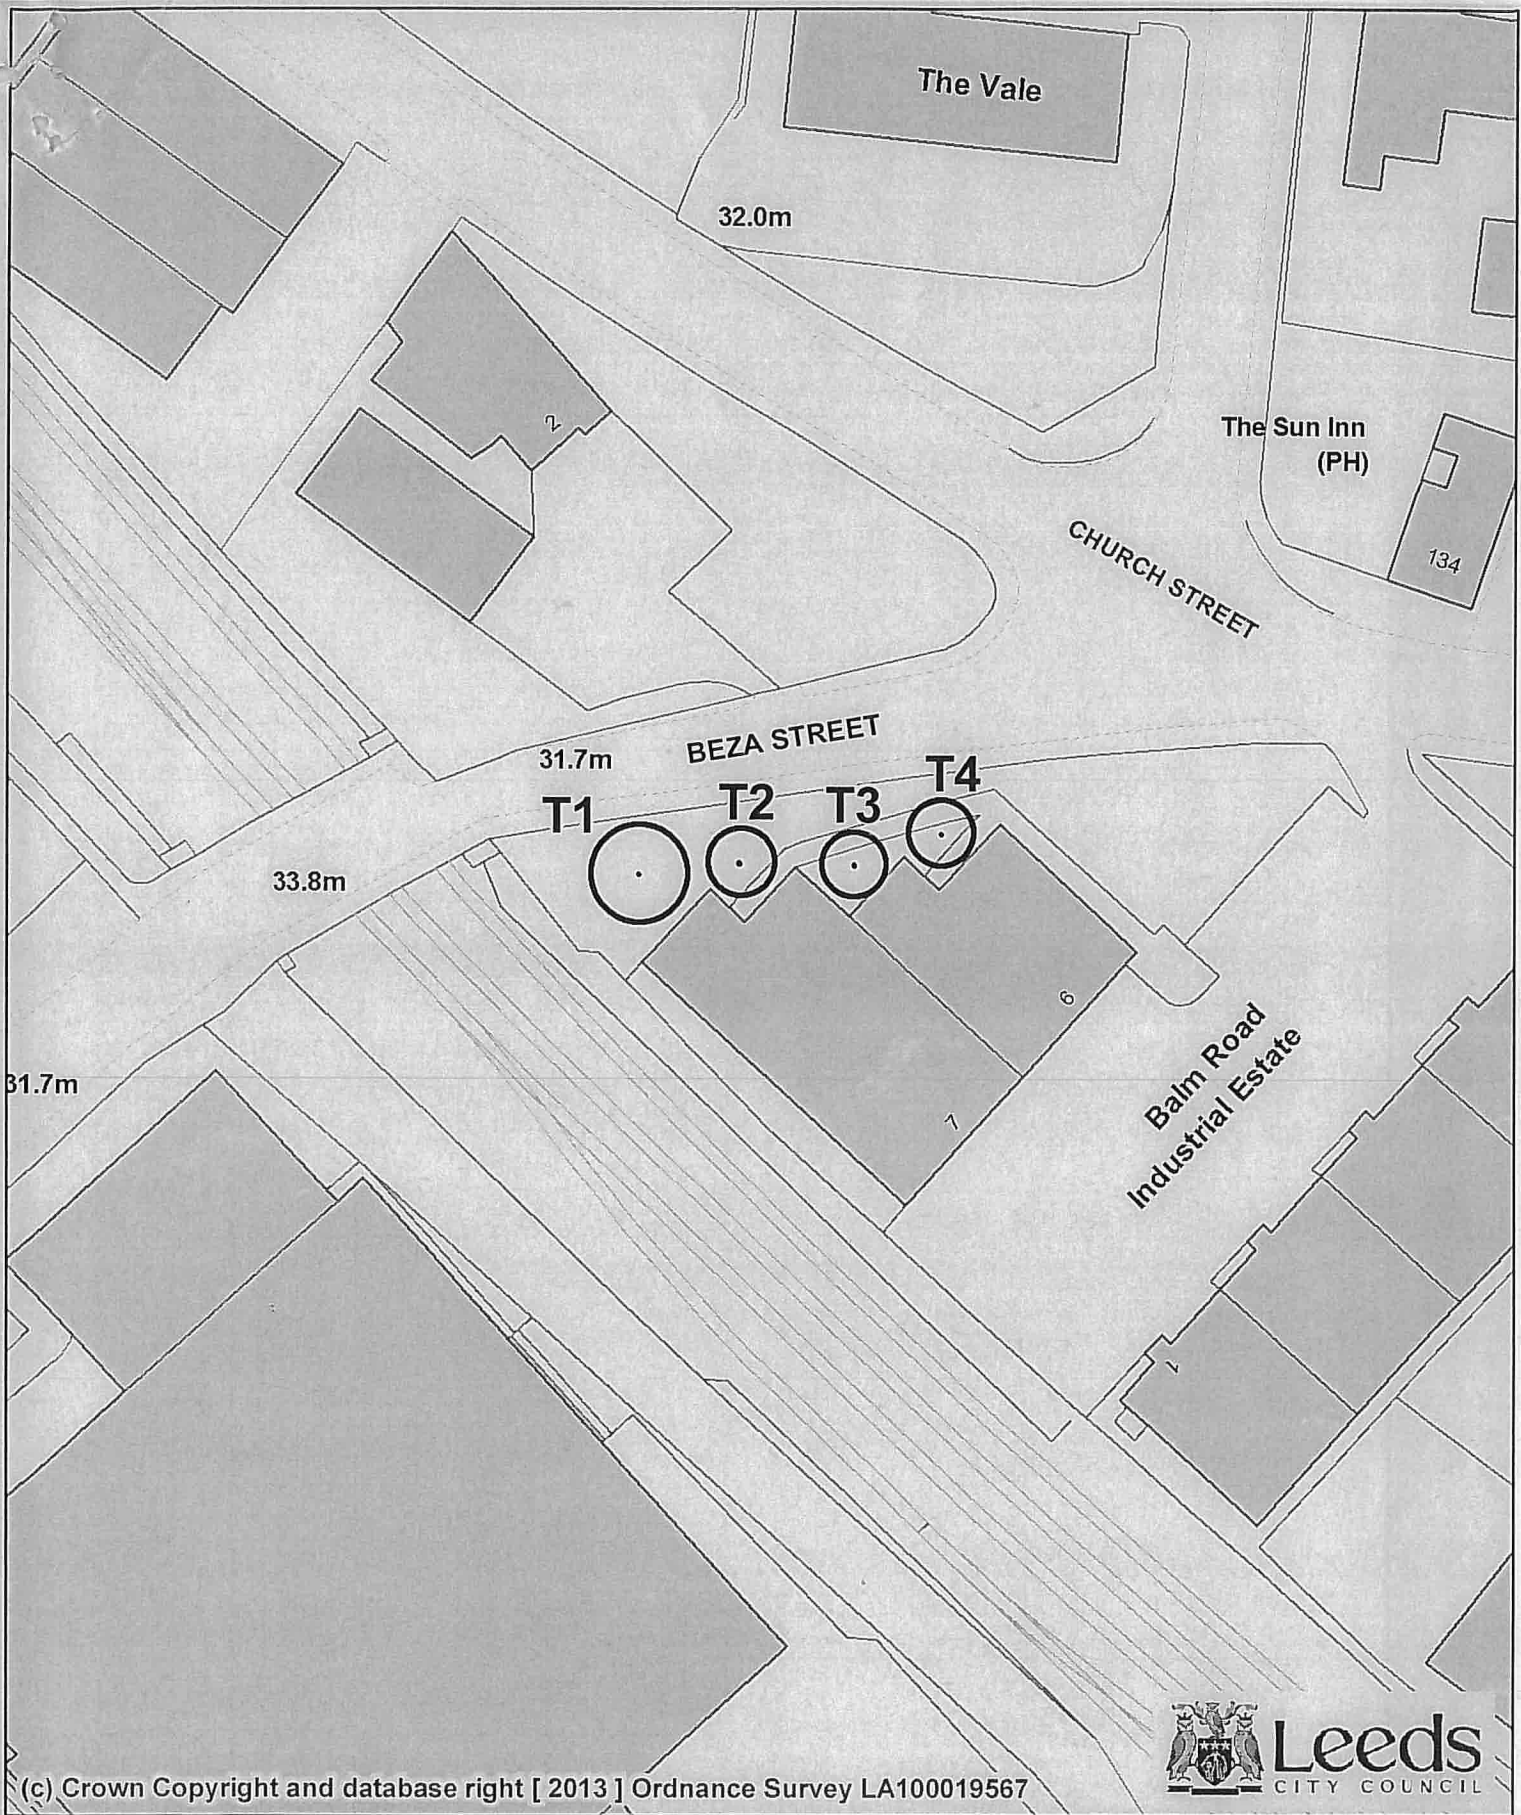 The Vale
32.0m
2
The Sun Inn
(PH)
134
CHURCH STREET
BEZA STREET
31.7m
T1
T2
T3
T4
33.8m
6
7
31.7m
Balm Road
Industrial Estate
1
Leeds
CITY COUNCIL
(c) Crown Copyright and database right [ 2013 ] Ordnance Survey LA100019567